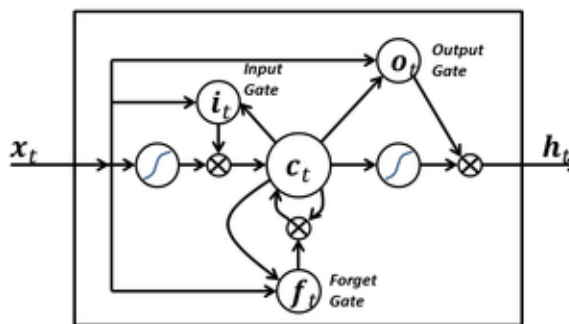 Output
Gate
o_t
Input
Gate
i_t
x_t
c_t
h_t
f_t
Forget
Gate